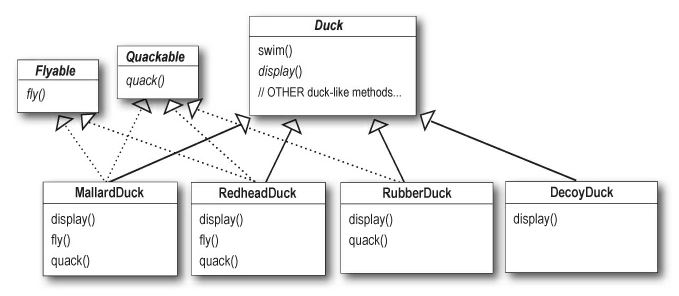 Duck
swim()
display()
// OTHER duck-like methods...
Quackable
quack()
Flyable
fly()
MallardDuck
display()
fly()
quack()
RedheadDuck
display()
fly()
quack()
RubberDuck
display()
quack()
DecoyDuck
display()